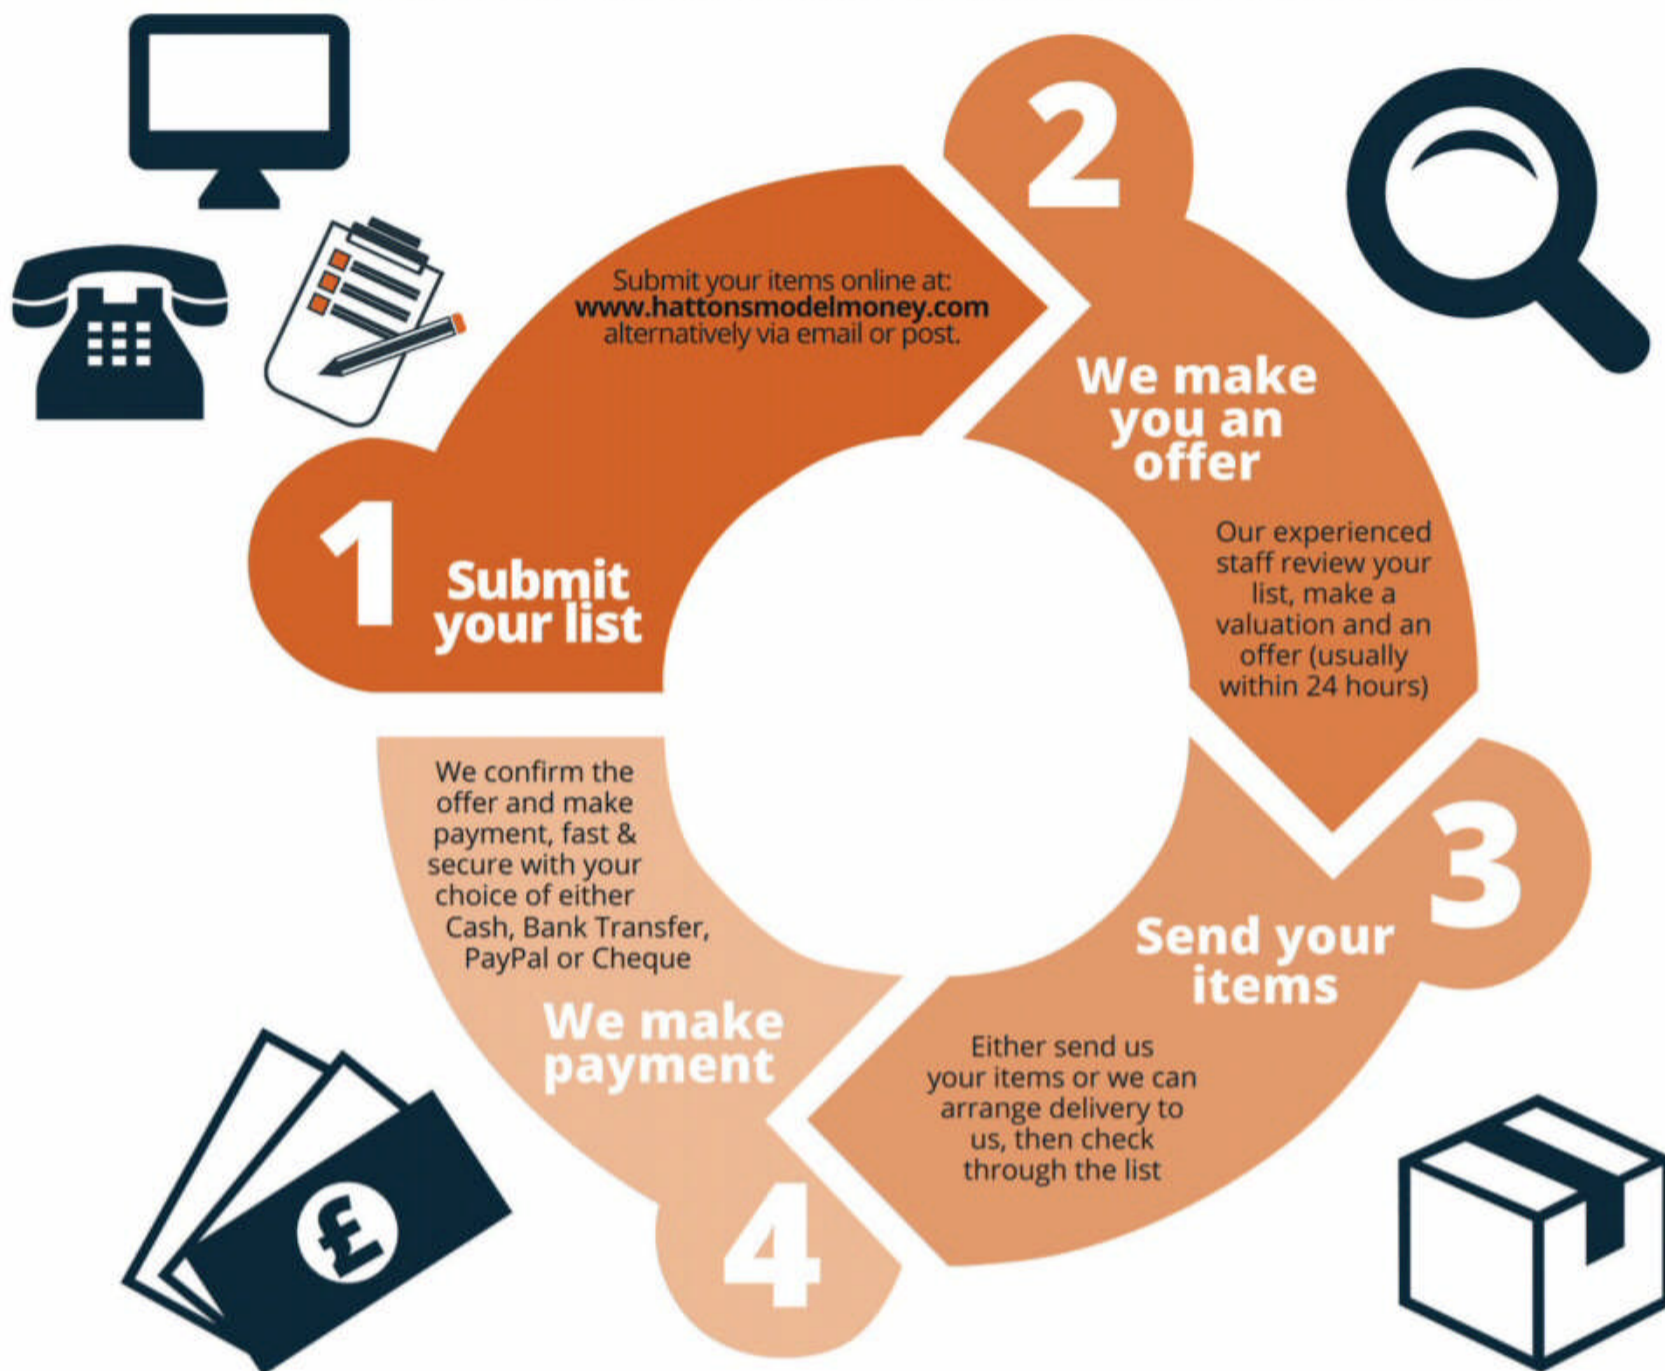 1
Submit
your list
Submit your items online at:
www.hattonsmodelmoney.com
alternatively via email or post.
2
We make
you an
offer
Our experienced
staff review your
list, make a
valuation and an
offer (usually
within 24 hours)
3
Send your
items
Either send us
your items or we can
arrange delivery to
us, then check
through the list
4
We make
payment
We confirm the
offer and make
payment, fast &
secure with your
choice of either
Cash, Bank Transfer,
PayPal or Cheque
£